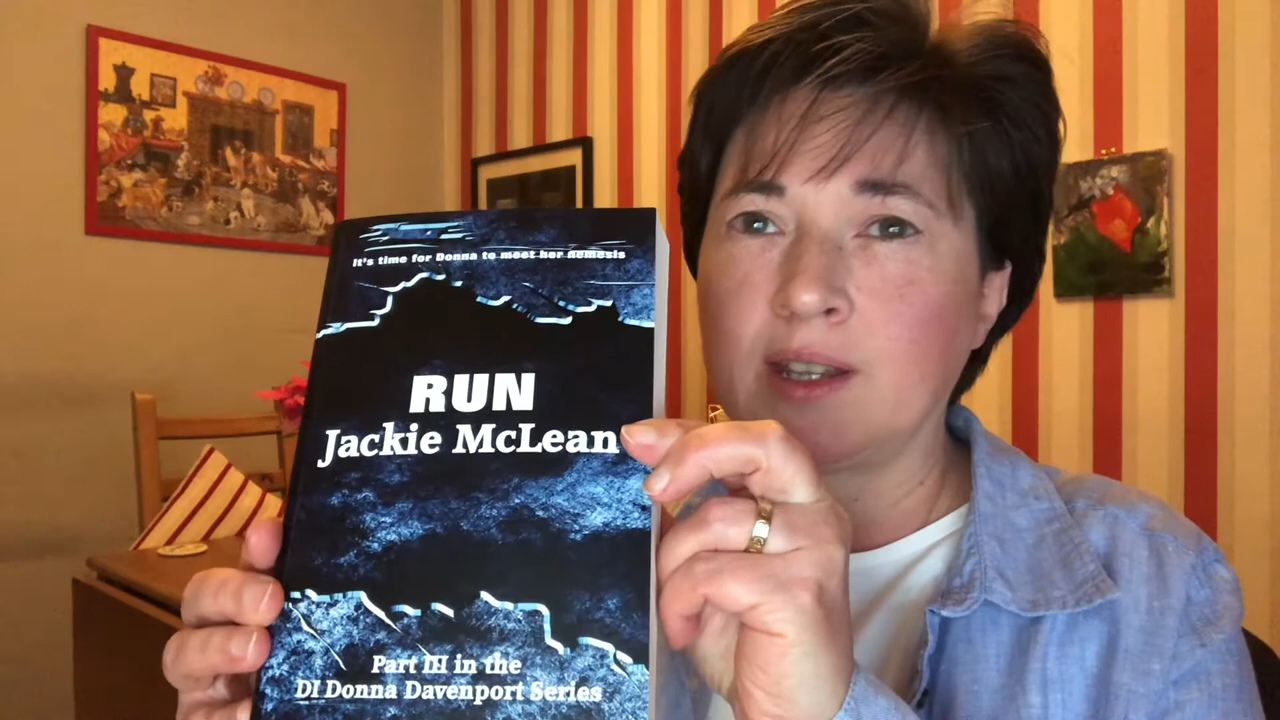 It's time for Donna to meet her nemesis
RUN
Jackie McLean
Part III in the
DI Donna Davenport Series